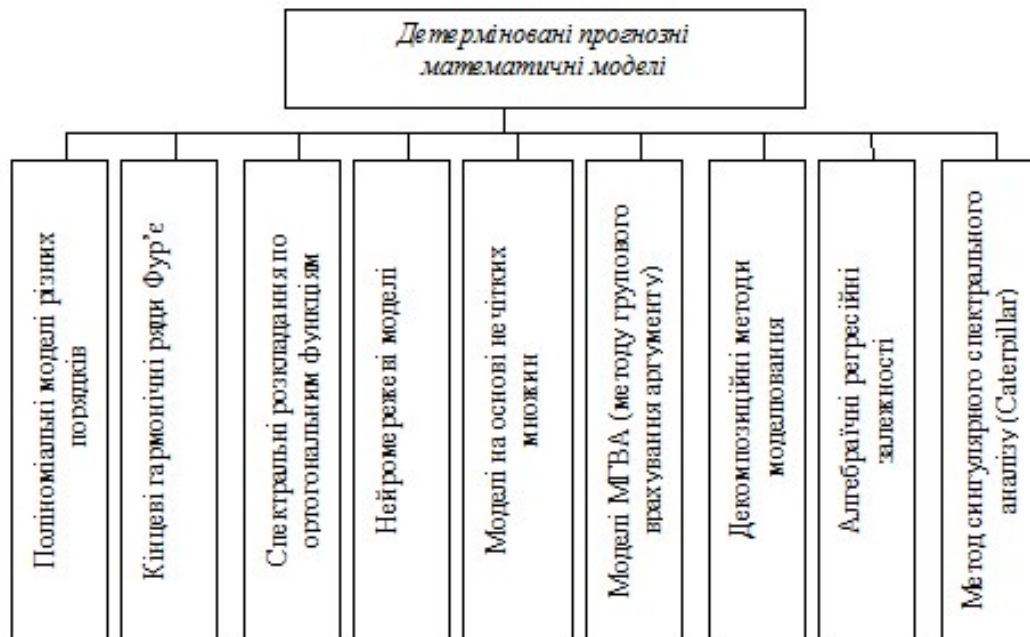 Детерміновані прогнозні
математичні моделі
Поліноміальні моделі різних
порядків
Кінцеві гармонічні ряди Фур'є
Спектральні розкладання по
ортогональним функціям
Нейромережеві моделі
Моделі на основі нечітких
множин
Моделі МГВА (методу групового
врахування аргументу)
Декомпозиційні методи
моделювання
Алгебраїчні регресійні
залежності
Метод сингулярного спектрального
аналізу (Caterpillar)